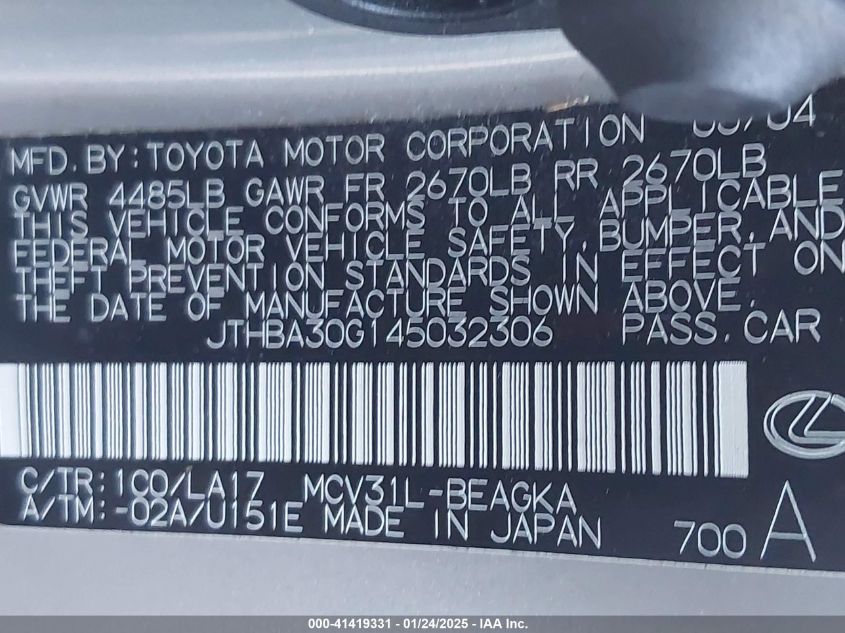 MFD. BY: TOYOTA MOTOR CORPORATION
GVWR 4485LB GAWR FR 2670LB RR 2670LB
THIS VEHICLE CONFORMS TO ALL APPLICABLE
FEDERAL MOTOR VEHICLE SAFETY, BUMPER, AND
THEFT PREVENTION STANDARDS IN EFFECT ON
THE DATE OF MANUFACTURE SHOWN ABOVE.
JTHBA30G145032306 PASS. CAR
C/TR: 1C0/LA17 MCV31L-BEAGKA
A/TM: -02A/U151E MADE IN JAPAN 700 A
000-41419331 - 01/24/2025 - IAA Inc.